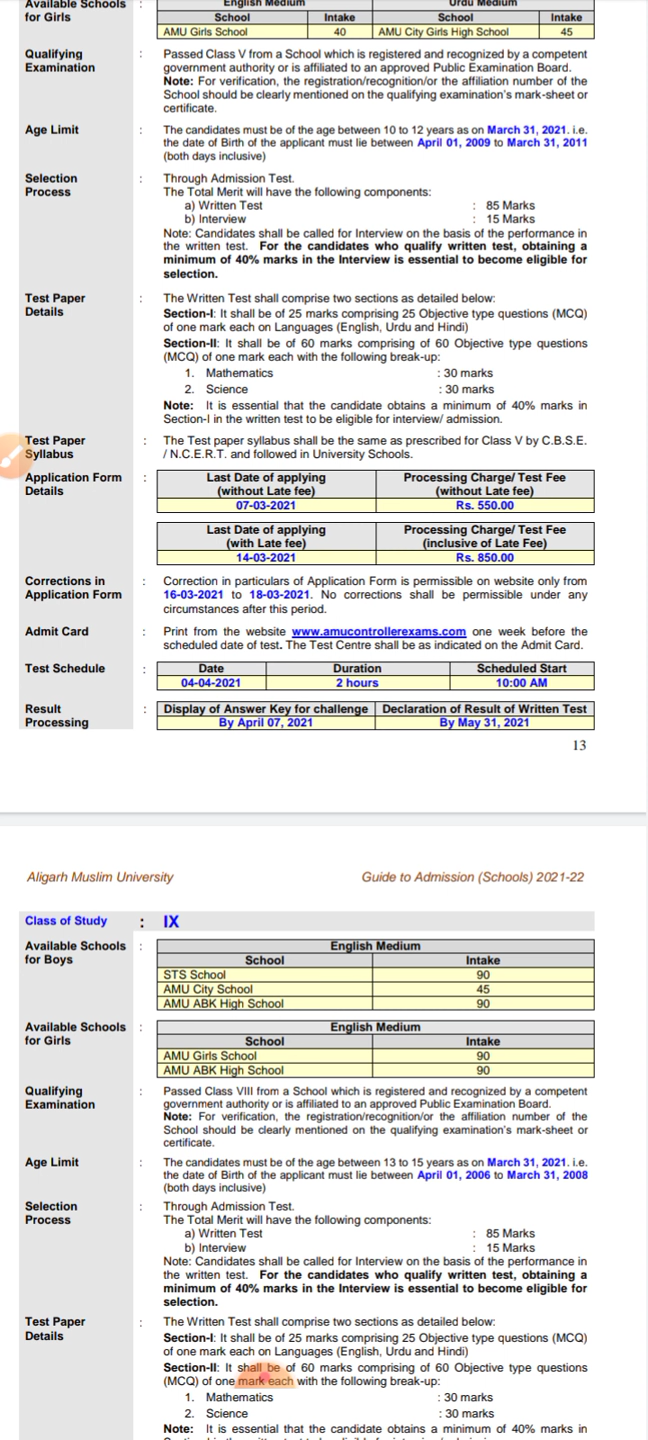 Available Schools : English Medium Urdu Medium
for Girls School Intake School Intake
AMU Girls School 40 AMU City Girls High School 45
Qualifying : Passed Class V from a School which is registered and recognized by a competent
Examination government authority or is affiliated to an approved Public Examination Board.
Note: For verification, the registration/recognition/or the affiliation number of the
School should be clearly mentioned on the qualifying examination's mark-sheet or
certificate.
Age Limit : The candidates must be of the age between 10 to 12 years as on March 31, 2021. i.e.
the date of Birth of the applicant must lie between April 01, 2009 to March 31, 2011
(both days inclusive)
Selection : Through Admission Test.
Process The Total Merit will have the following components:
a) Written Test : 85 Marks
b) Interview : 15 Marks
Note: Candidates shall be called for Interview on the basis of the performance in
the written test. For the candidates who qualify written test, obtaining a
minimum of 40% marks in the Interview is essential to become eligible for
selection.
Test Paper : The Written Test shall comprise two sections as detailed below:
Details Section-I: It shall be of 25 marks comprising 25 Objective type questions (MCQ)
of one mark each on Languages (English, Urdu and Hindi)
Section-II: It shall be of 60 marks comprising of 60 Objective type questions
(MCQ) of one mark each with the following break-up:
1. Mathematics : 30 marks
2. Science : 30 marks
Note: It is essential that the candidate obtains a minimum of 40% marks in
Section-I in the written test to be eligible for interview/ admission.
Test Paper : The Test paper syllabus shall be the same as prescribed for Class V by C.B.S.E.
Syllabus / N.C.E.R.T. and followed in University Schools.
Application Form : Last Date of applying Processing Charge/ Test Fee
Details (without Late fee) (without Late fee)
07-03-2021 Rs. 550.00
Last Date of applying Processing Charge/ Test Fee
(with Late fee) (inclusive of Late Fee)
14-03-2021 Rs. 850.00
Corrections in : Correction in particulars of Application Form is permissible on website only from
Application Form 16-03-2021 to 18-03-2021. No corrections shall be permissible under any
circumstances after this period.
Admit Card : Print from the website www.amucontrollerexams.com one week before the
scheduled date of test. The Test Centre shall be as indicated on the Admit Card.
Test Schedule : Date Duration Scheduled Start
04-04-2021 2 hours 10:00 AM
Result : Display of Answer Key for challenge Declaration of Result of Written Test
Processing By April 07, 2021 By May 31, 2021
13
Aligarh Muslim University Guide to Admission (Schools) 2021-22
Class of Study : IX
Available Schools : English Medium
for Boys School Intake
STS School 90
AMU City School 45
AMU ABK High School 90
Available Schools : English Medium
for Girls School Intake
AMU Girls School 90
AMU ABK High School 90
Qualifying : Passed Class VIII from a School which is registered and recognized by a competent
Examination government authority or is affiliated to an approved Public Examination Board.
Note: For verification, the registration/recognition/or the affiliation number of the
School should be clearly mentioned on the qualifying examination's mark-sheet or
certificate.
Age Limit : The candidates must be of the age between 13 to 15 years as on March 31, 2021. i.e.
the date of Birth of the applicant must lie between April 01, 2006 to March 31, 2008
(both days inclusive)
Selection : Through Admission Test.
Process The Total Merit will have the following components:
a) Written Test : 85 Marks
b) Interview : 15 Marks
Note: Candidates shall be called for Interview on the basis of the performance in
the written test. For the candidates who qualify written test, obtaining a
minimum of 40% marks in the Interview is essential to become eligible for
selection.
Test Paper : The Written Test shall comprise two sections as detailed below:
Details Section-I: It shall be of 25 marks comprising 25 Objective type questions (MCQ)
of one mark each on Languages (English, Urdu and Hindi)
Section-II: It shall be of 60 marks comprising of 60 Objective type questions
(MCQ) of one mark each with the following break-up:
1. Mathematics : 30 marks
2. Science : 30 marks
Note: It is essential that the candidate obtains a minimum of 40% marks in